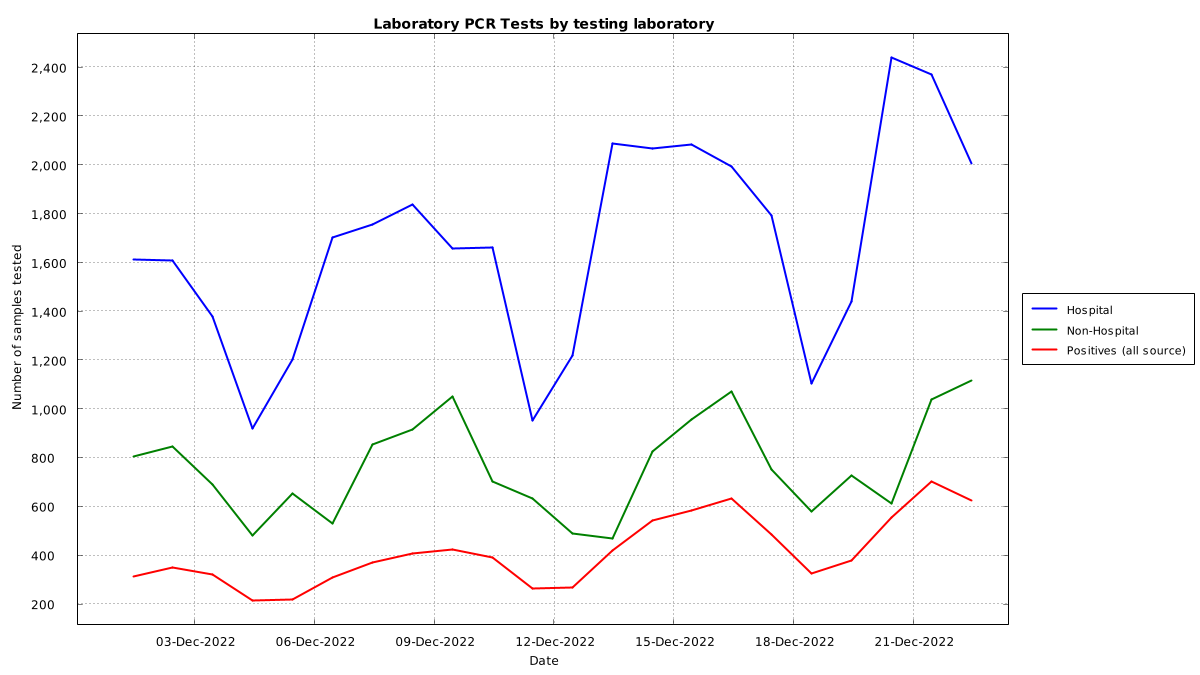 Laboratory PCR Tests by testing laboratory
2,400
2,200
2,000
1,800
1,600
1,400
1,200
1,000
800
600
400
200
Number of samples tested
03-Dec-2022 06-Dec-2022 09-Dec-2022 12-Dec-2022 15-Dec-2022 18-Dec-2022 21-Dec-2022
Date
Hospital
Non-Hospital
Positives (all source)